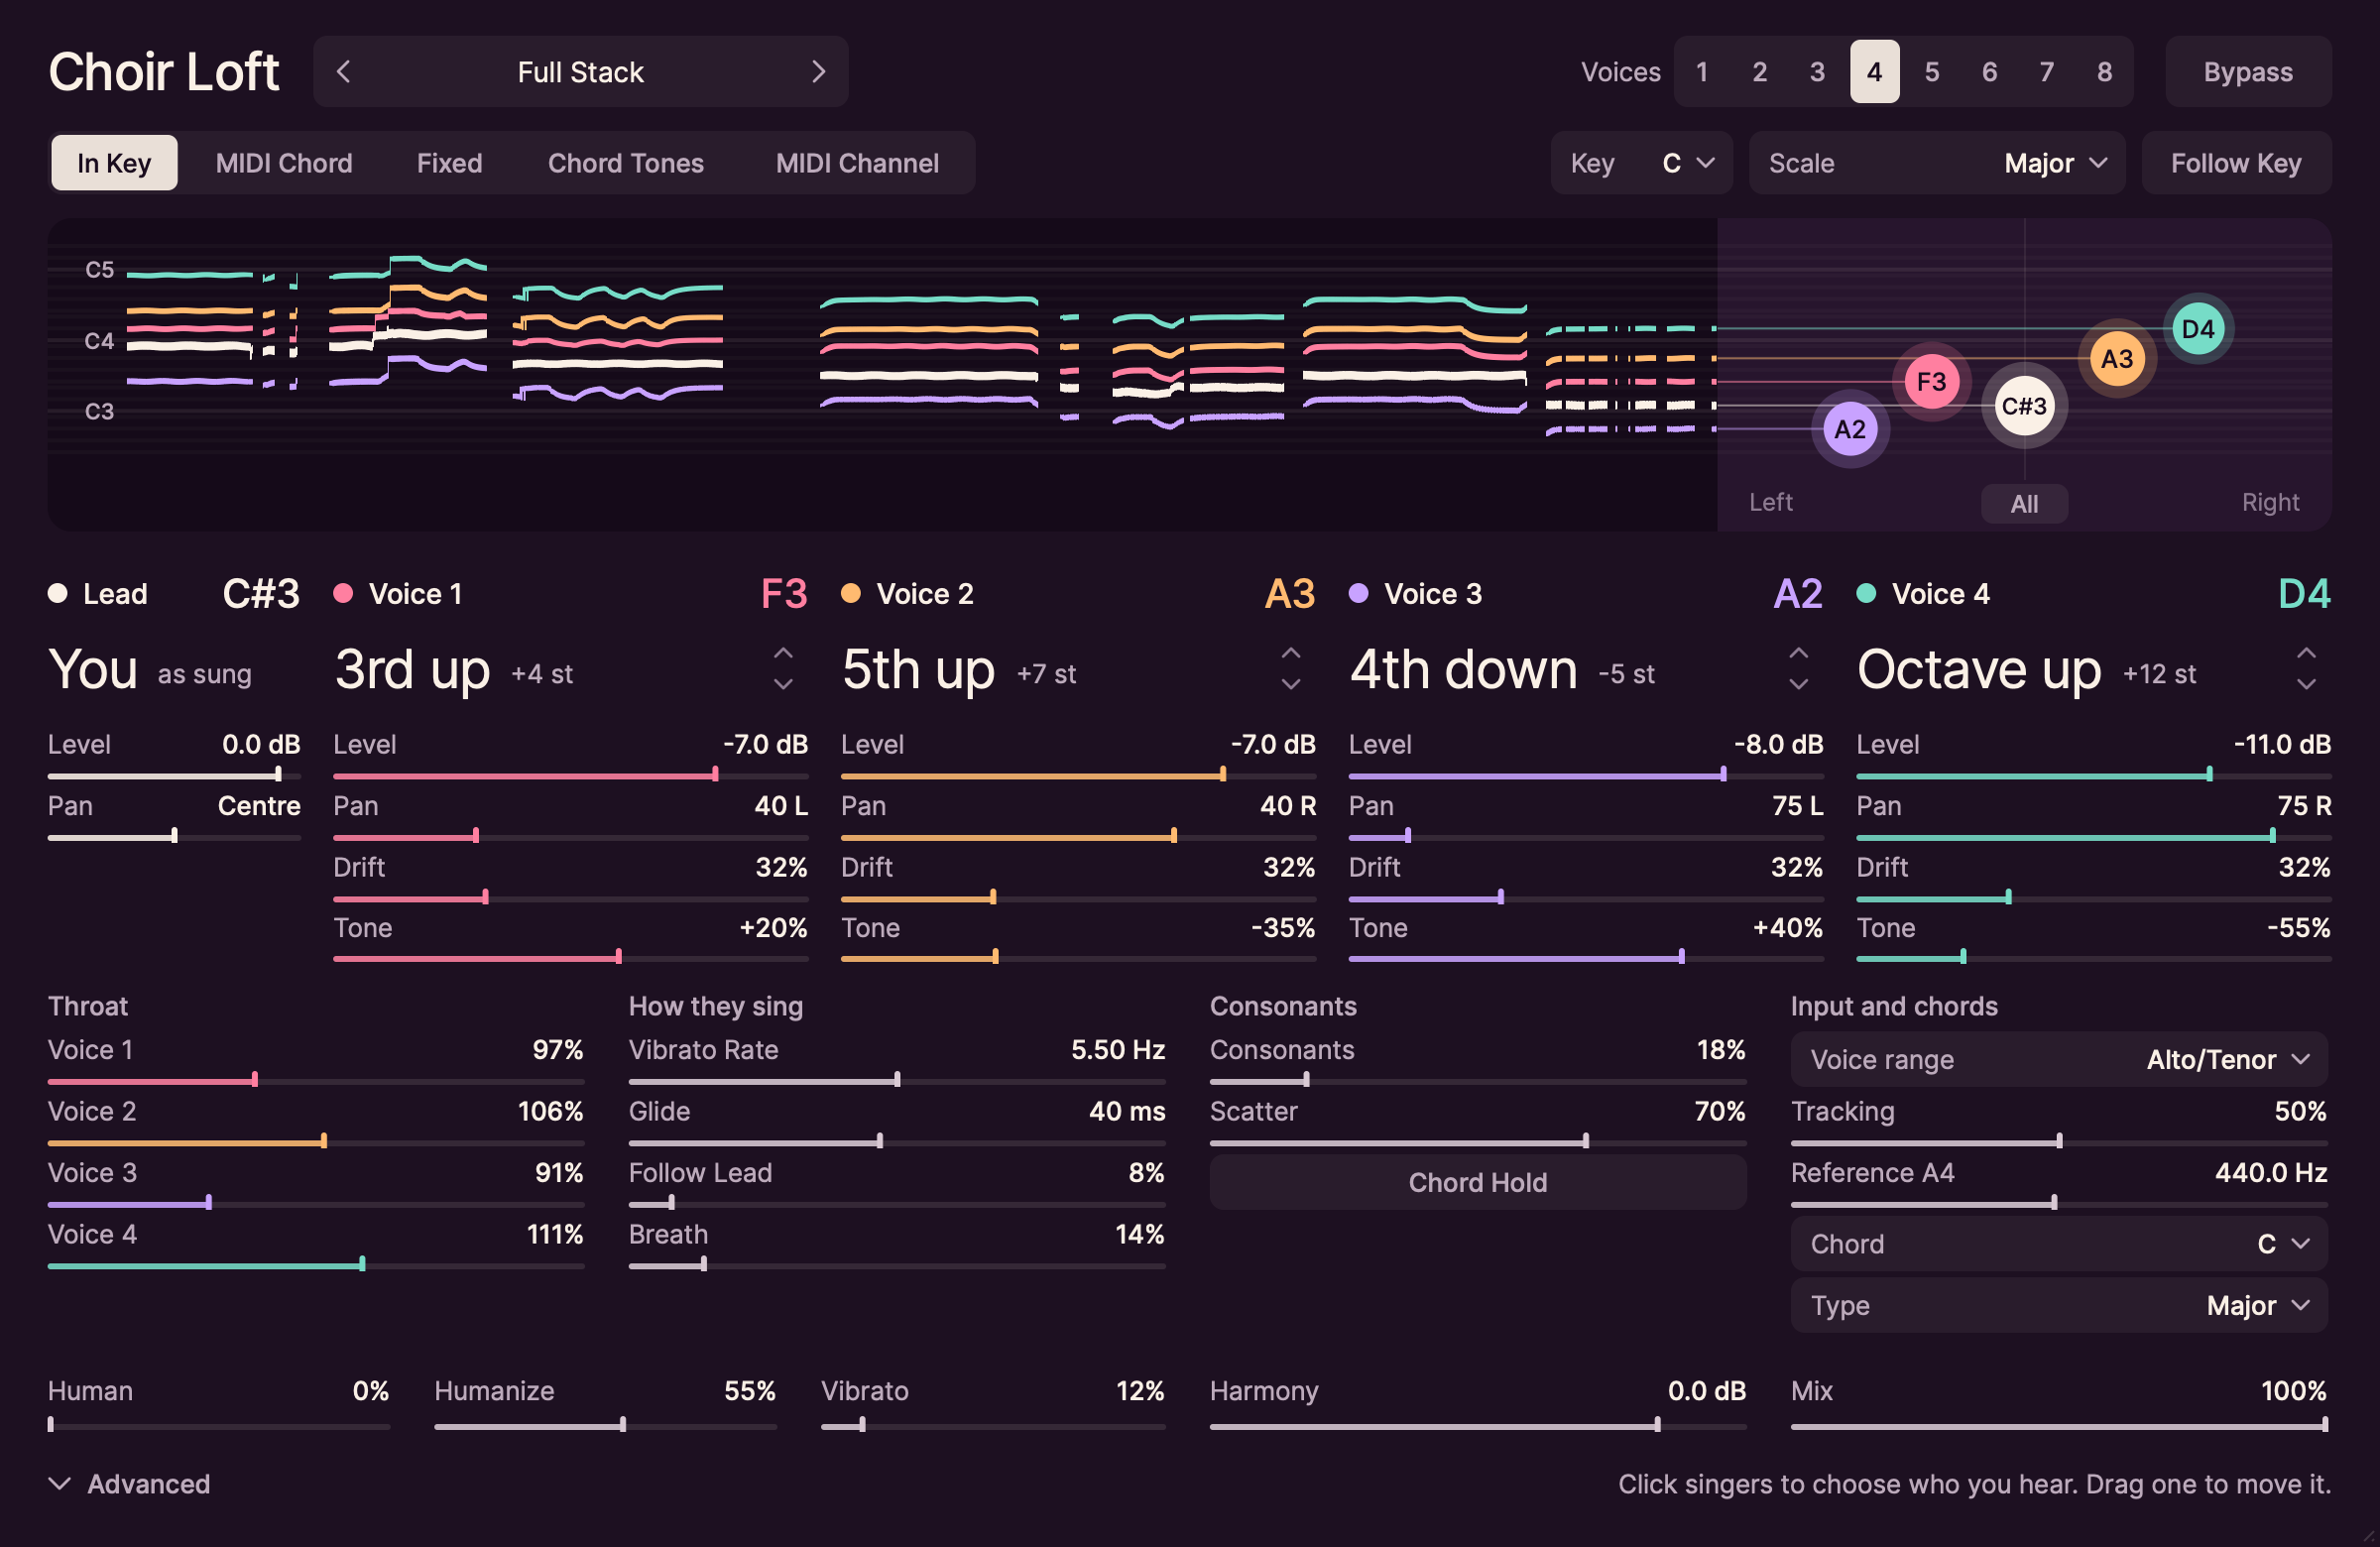 Choir Loft
Full Stack
Voices 1 2 3 4 5 6 7 8
Bypass
In Key MIDI Chord Fixed Chord Tones MIDI Channel
Key C
Scale Major
Follow Key
C5
C4
C3
D4
A3
F3
C#3
A2
Left All Right
Lead C#3
You as sung
Level 0.0 dB
Pan Centre
Voice 1 F3
3rd up +4 st
Level -7.0 dB
Pan 40 L
Drift 32%
Tone +20%
Voice 2 A3
5th up +7 st
Level -7.0 dB
Pan 40 R
Drift 32%
Tone -35%
Voice 3 A2
4th down -5 st
Level -8.0 dB
Pan 75 L
Drift 32%
Tone +40%
Voice 4 D4
Octave up +12 st
Level -11.0 dB
Pan 75 R
Drift 32%
Tone -55%
Throat
Voice 1 97%
Voice 2 106%
Voice 3 91%
Voice 4 111%
How they sing
Vibrato Rate 5.50 Hz
Glide 40 ms
Follow Lead 8%
Breath 14%
Consonants
Consonants 18%
Scatter 70%
Chord Hold
Input and chords
Voice range Alto/Tenor
Tracking 50%
Reference A4 440.0 Hz
Chord C
Type Major
Human 0%
Humanize 55%
Vibrato 12%
Harmony 0.0 dB
Mix 100%
Advanced
Click singers to choose who you hear. Drag one to move it.